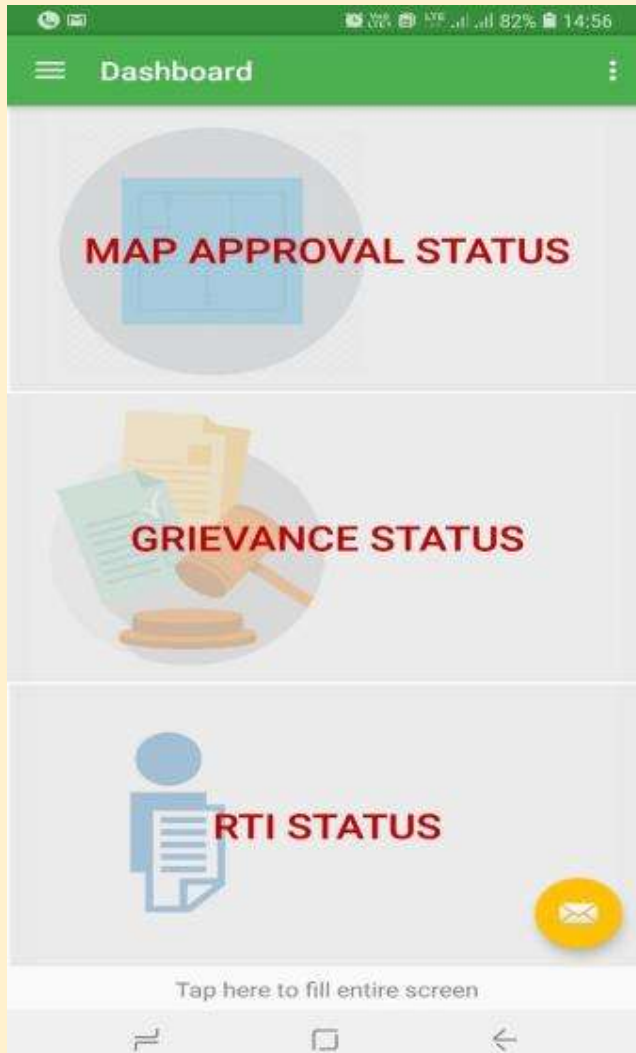 82% 14:56
Dashboard
MAP APPROVAL STATUS
GRIEVANCE STATUS
RTI STATUS
Tap here to fill entire screen